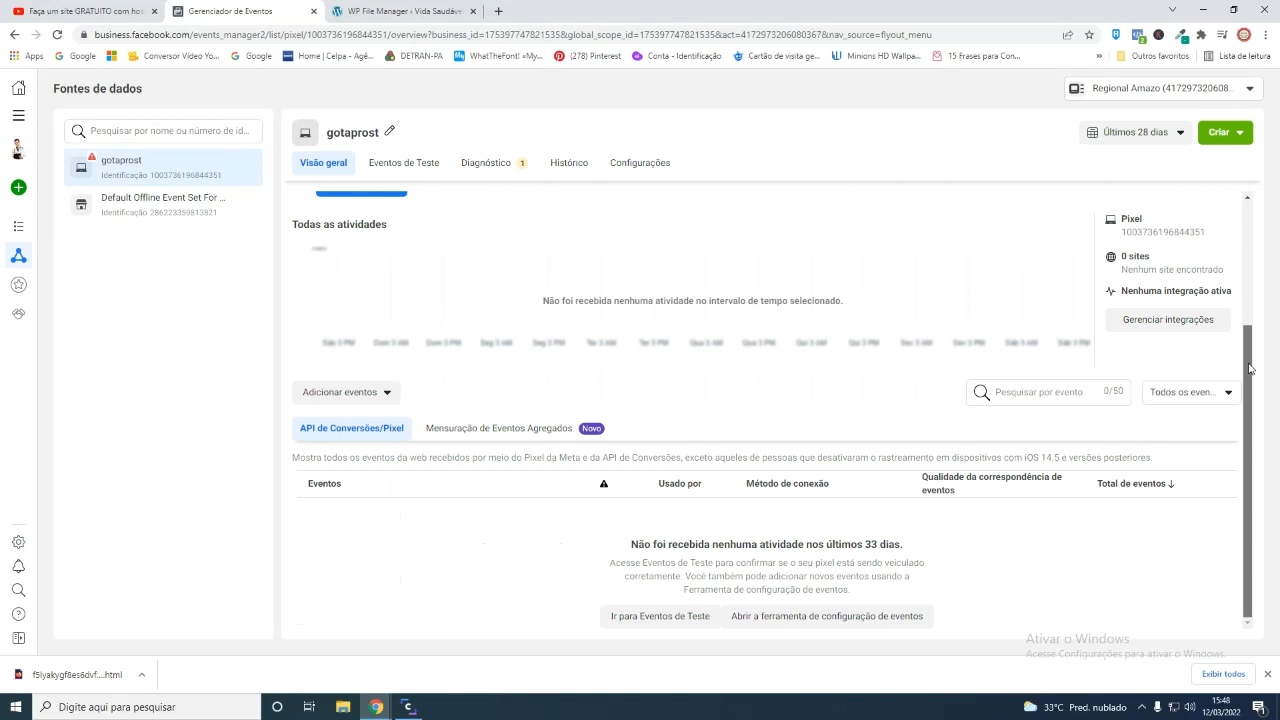 Faça um site GRATUITO com hos
Gerenciador de Eventos
WP File Manager ‹ Vida Saudáve
business.facebook.com/events_manager2/list/pixel/1003736196844351/overview?business_id=1753977478215​35&global_scope_id=175397747821535&act=4172973206080367&nav_source=flyout_menu
Apps
G Google
Conversor Vídeo Yo...
Google
Home | Celpa - Agê...
DETRAN-PA
WhatTheFont! «My...
(278) Pinterest
Conta - Identificação
Cartão de visita ge...
Minions HD Wallpa...
15 Frases para Con...
»
Outros favoritos
Lista de leitura
Fontes de dados
Regional Amazo (417297320608...
Pesquisar por nome ou número de id...
gotaprost
Identificação 1003736196844351
Default Offline Event Set For ...
Identificação 286223359813821
gotaprost
Últimos 28 dias
Criar
Visão geral
Eventos de Teste
Diagnóstico 1
Histórico
Configurações
Todas as atividades
Não foi recebida nenhuma atividade no intervalo de tempo selecionado.
Pixel
1003736196844351
0 sites
Nenhum site encontrado
Nenhuma integração ativa
Gerenciar integrações
Adicionar eventos
Pesquisar por evento 0/50
Todos os even...
API de Conversões/Pixel
Mensuração de Eventos Agregados Novo
Mostra todos os eventos da web recebidos por meio do Pixel da Meta e da API de Conversões, exceto aqueles de pessoas que desativaram o rastreamento em dispositivos com iOS 14.5 e versões posteriores.
Eventos
Usado por
Método de conexão
Qualidade da correspondência de
eventos
Total de eventos ↓
Não foi recebida nenhuma atividade nos últimos 33 dias.
Acesse Eventos de Teste para confirmar se o seu pixel está sendo veiculado
corretamente. Você também pode adicionar novos eventos usando a
Ferramenta de configuração de eventos.
Ir para Eventos de Teste
Abrir a ferramenta de configuração de eventos
Ativar o Windows
Acesse Configurações para ativar o Windows.
f5lyakygf8es6dvf....html
Exibir todos
Digite aqui para pesquisar
33°C Pred. nublado
15:48
12/03/2022